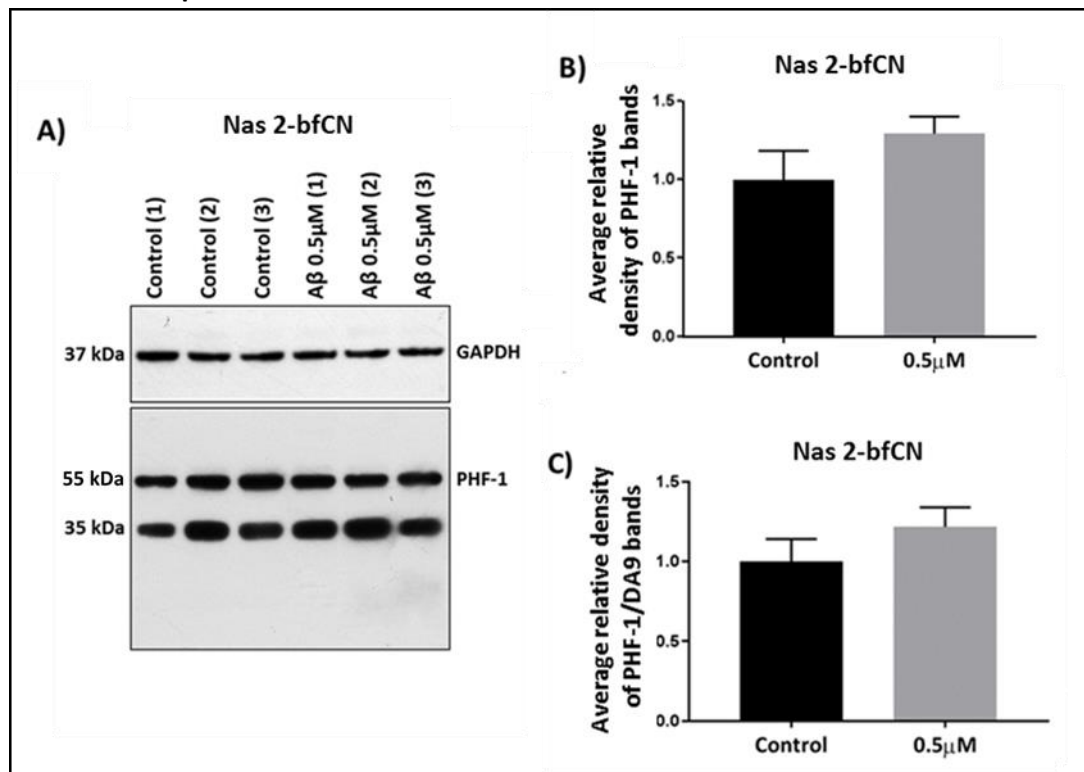 A)
Nas 2-bfCN
Control (1)
Control (2)
Control (3)
Aβ 0.5μM (1)
Aβ 0.5μM (2)
Aβ 0.5μM (3)
37 kDa
GAPDH
55 kDa
PHF-1
35 kDa
B)
Nas 2-bfCN
Average relative
density of PHF-1 bands
1.5
1.0
0.5
0.0
Control
0.5μM
C)
Nas 2-bfCN
Average relative density
of PHF-1/DA9 bands
1.5
1.0
0.5
0.0
Control
0.5μM